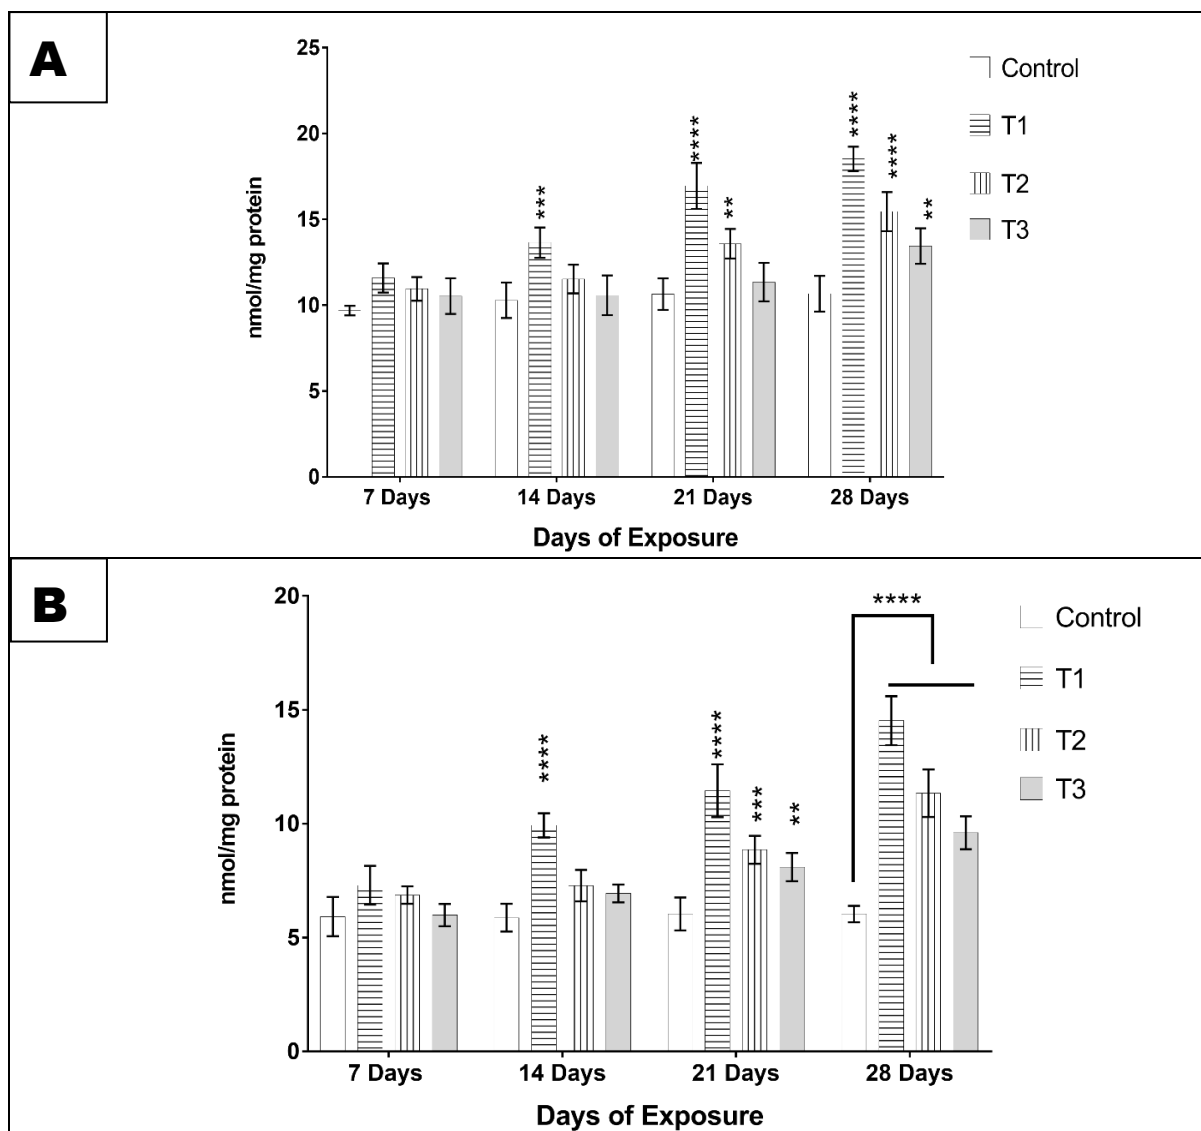 A
25
20
15
10
5
0
nmol/mg protein
***
****
**
****
****
**
7 Days
14 Days
21 Days
28 Days
Days of Exposure
Control
T1
T2
T3
B
20
15
10
5
0
nmol/mg protein
****
****
***
**
****
7 Days
14 Days
21 Days
28 Days
Days of Exposure
Control
T1
T2
T3